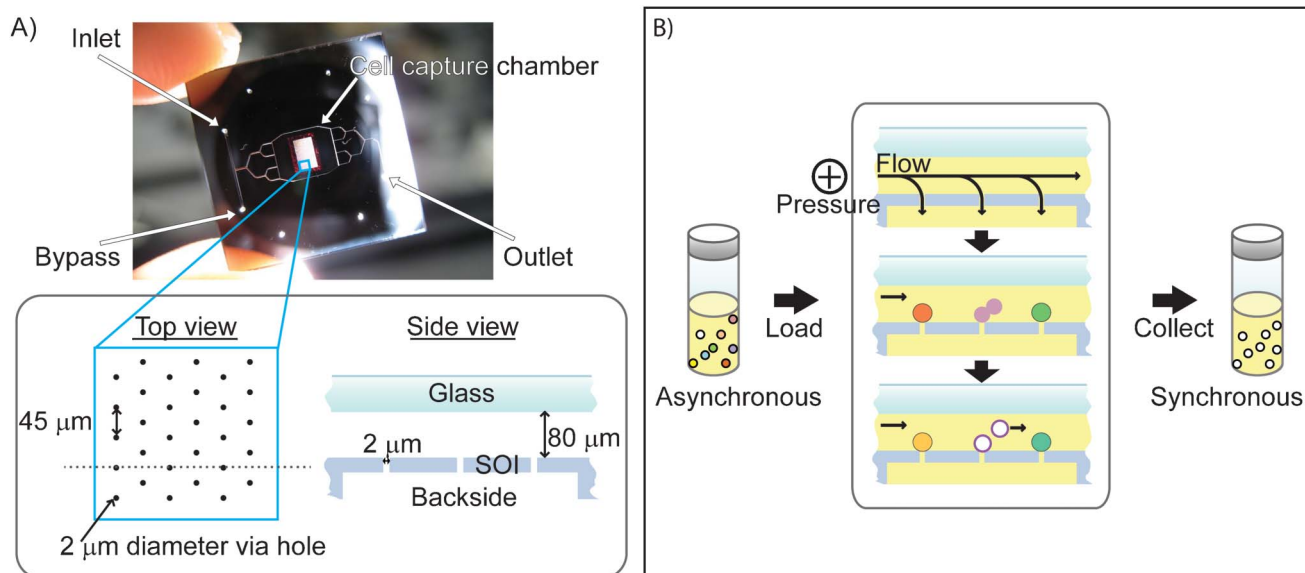 A)
Inlet
Cell capture chamber
Bypass
Outlet
Top view
Side view
45 μm
2 μm diameter via hole
Glass
80 μm
2 μm
SOI
Backside
B)
Flow
+
Pressure
Load
Collect
Asynchronous
Synchronous